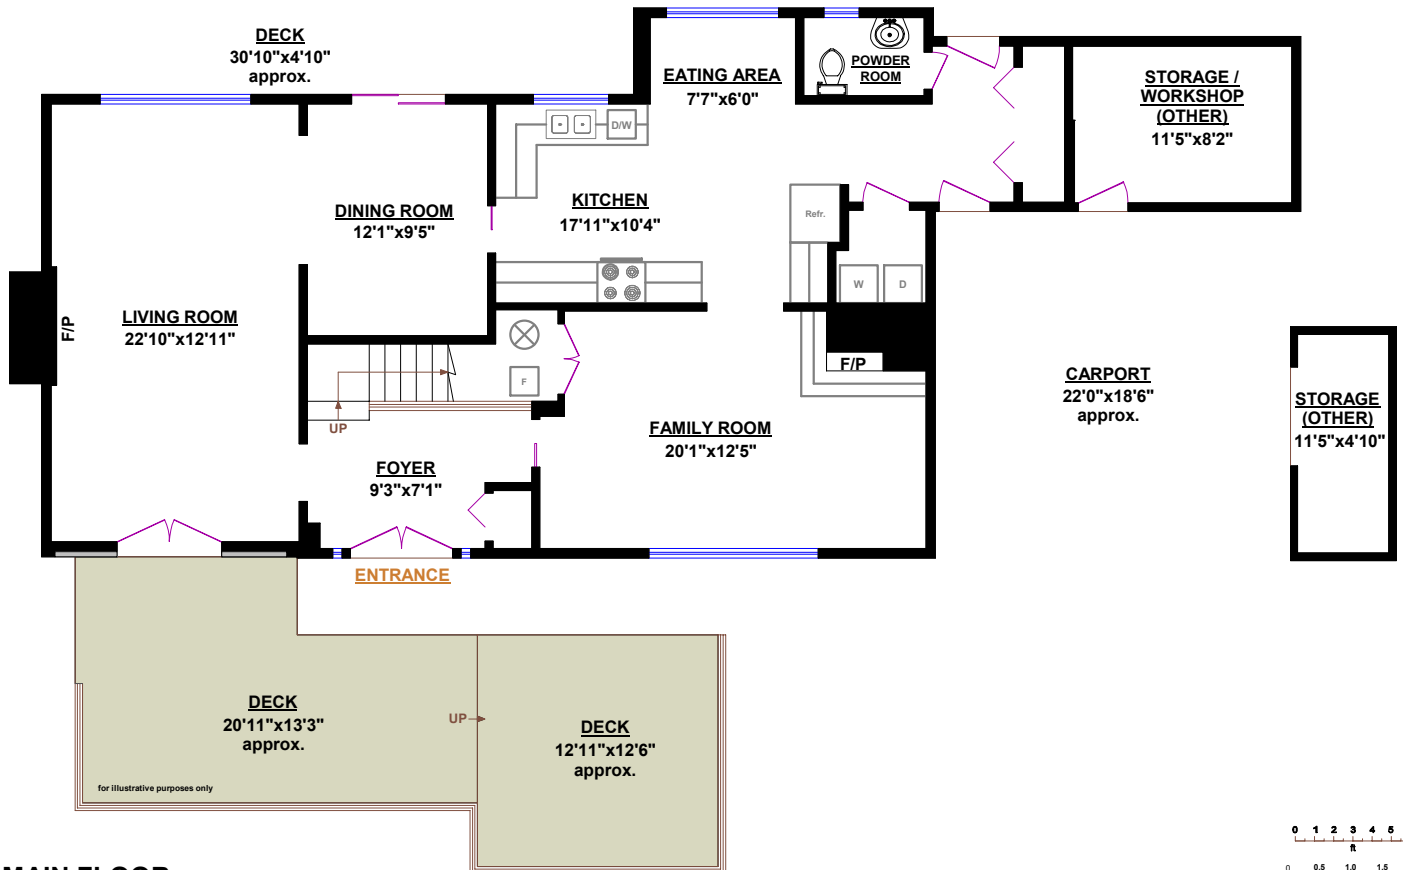 DECK
30'10"x4'10"
approx.
EATING AREA
7'7"x6'0"
POWDER
ROOM
STORAGE /
WORKSHOP
(OTHER)
11'5"x8'2"
D/W
KITCHEN
17'11"x10'4"
DINING ROOM
12'1"x9'5"
Refr.
W
D
LIVING ROOM
22'10"x12'11"
F/P
F/P
F
UP
CARPORT
22'0"x18'6"
approx.
STORAGE
(OTHER)
11'5"x4'10"
FAMILY ROOM
20'1"x12'5"
FOYER
9'3"x7'1"
ENTRANCE
DECK
20'11"x13'3"
approx.
UP
DECK
12'11"x12'6"
approx.
for illustrative purposes only
0 1 2 3 4 5
ft
0 0.5 1.0 1.5
MAIN FLOOR